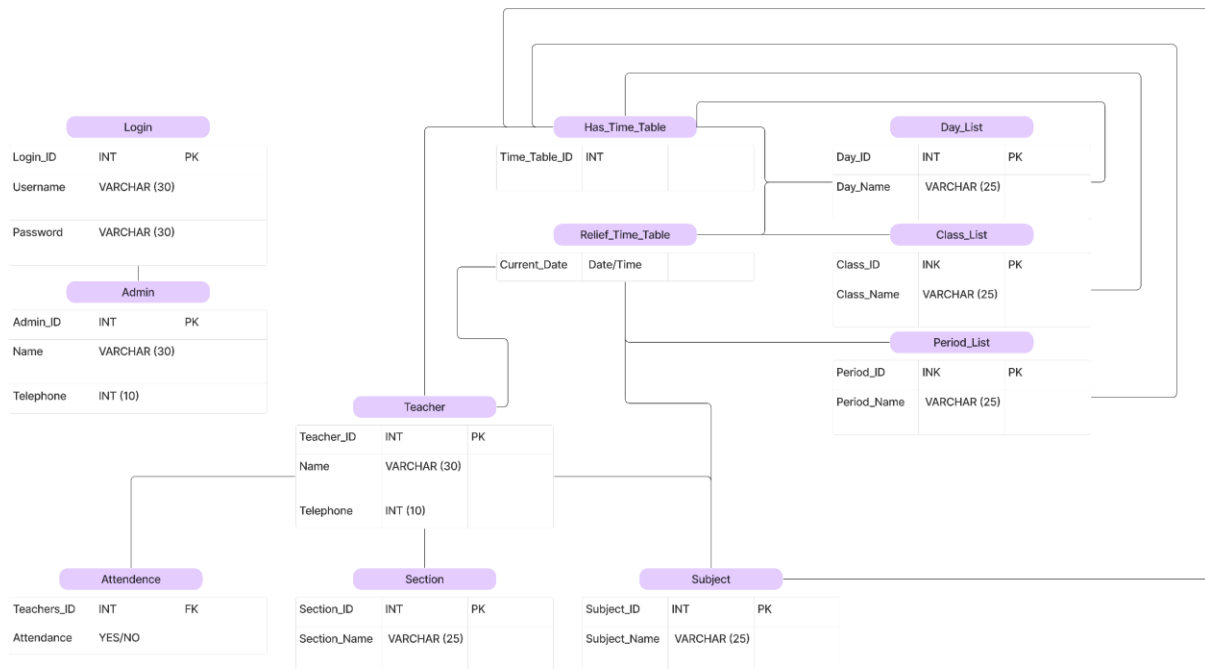 Login
Login_ID INT PK
Username VARCHAR (30)
Password VARCHAR (30)
Admin
Admin_ID INT PK
Name VARCHAR (30)
Telephone INT (10)
Has_Time_Table
Time_Table_ID INT
Relief_Time_Table
Current_Date Date/Time
Day_List
Day_ID INT PK
Day_Name VARCHAR (25)
Class_List
Class_ID INK PK
Class_Name VARCHAR (25)
Period_List
Period_ID INK PK
Period_Name VARCHAR (25)
Teacher
Teacher_ID INT PK
Name VARCHAR (30)
Telephone INT (10)
Attendence
Teachers_ID INT FK
Attendance YES/NO
Section
Section_ID INT PK
Section_Name VARCHAR (25)
Subject
Subject_ID INT PK
Subject_Name VARCHAR (25)